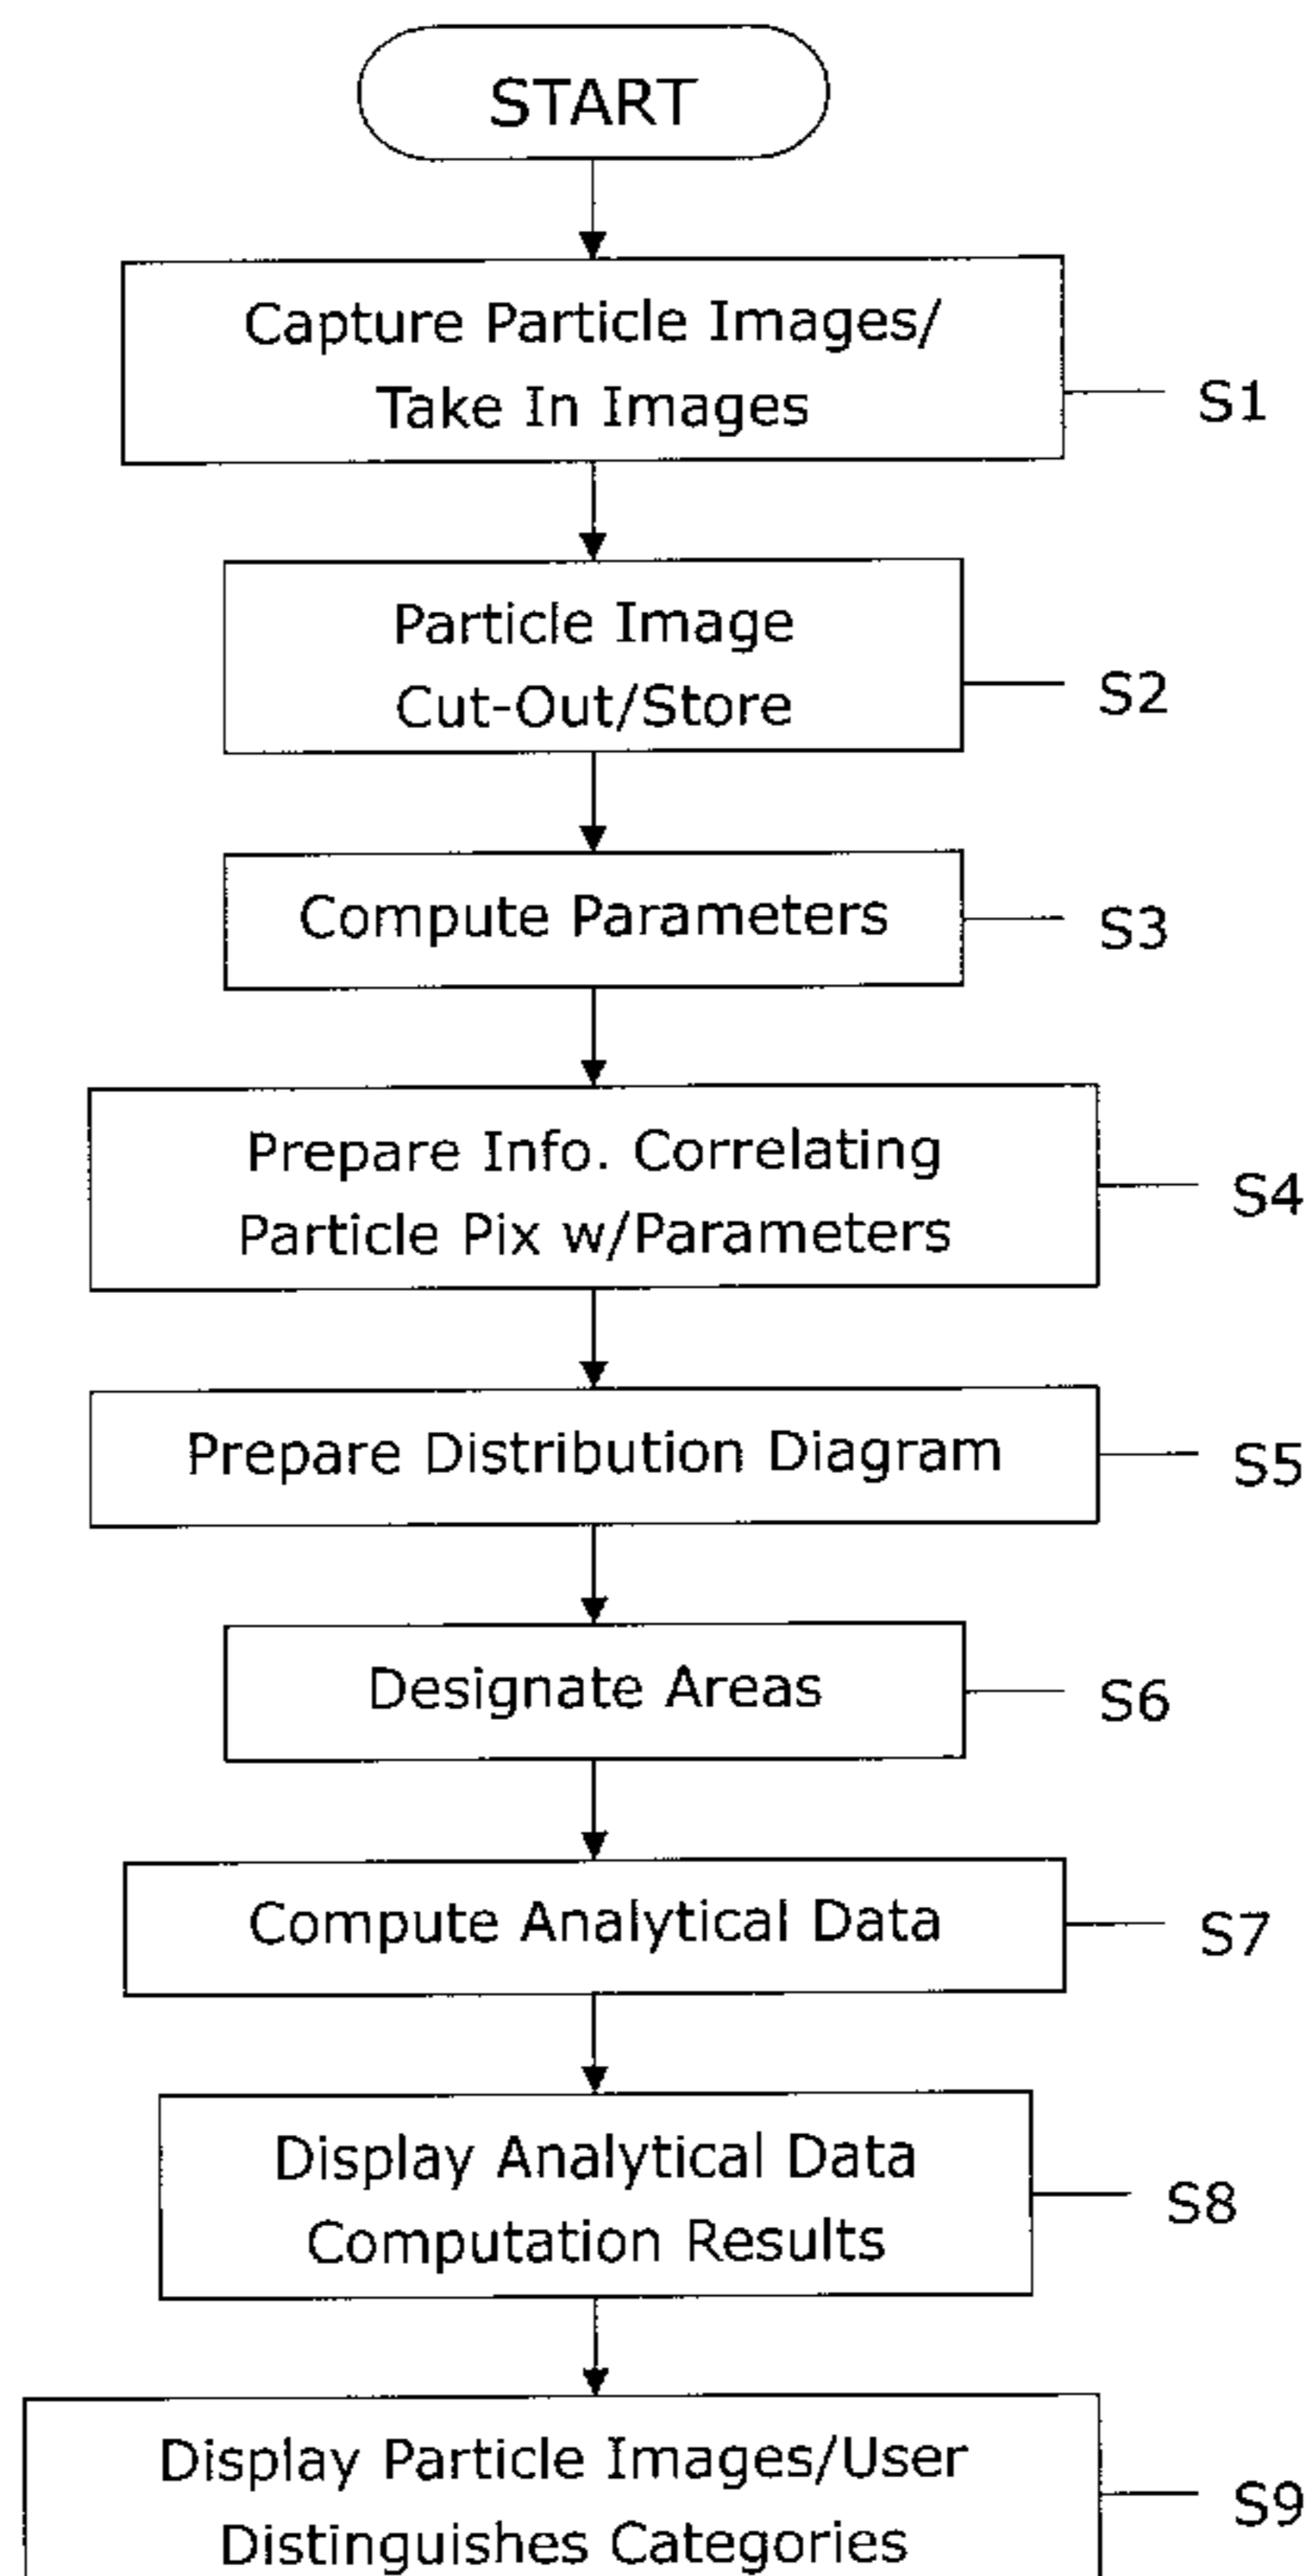 START
Capture Particle Images/
Take In Images
S1
Particle Image
Cut-Out/Store
S2
Compute Parameters
S3
Prepare Info. Correlating
Particle Pix w/Parameters
S4
Prepare Distribution Diagram
S5
Designate Areas
S6
Compute Analytical Data
S7
Display Analytical Data
Computation Results
S8
Display Particle Images/User
Distinguishes Categories
S9